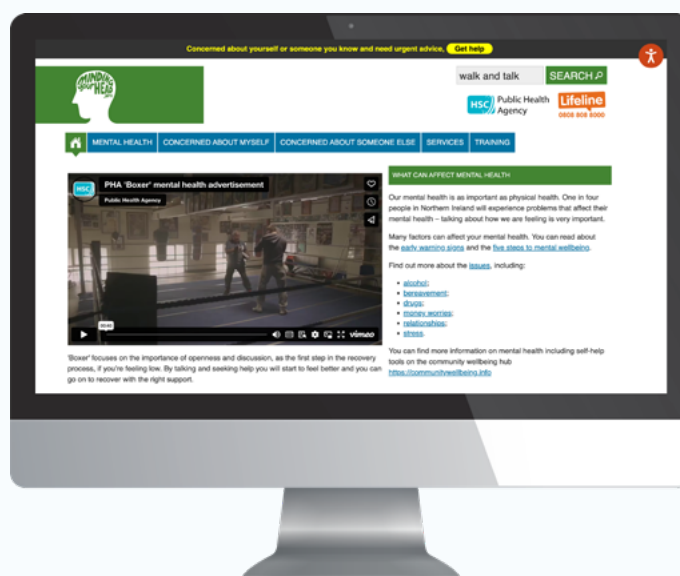 Concerned about yourself or someone you know and need urgent advice, Get help
MINDING
YOUR
HEAD
walk and talk SEARCH
HSC Public Health
Agency
Lifeline
0808 808 8000
MENTAL HEALTH CONCERNED ABOUT MYSELF CONCERNED ABOUT SOMEONE ELSE SERVICES TRAINING
HSC
PHA 'Boxer' mental health advertisement
Public Health Agency
00:00
vimeo
'Boxer' focuses on the importance of openness and discussion, as the first step in the recovery
process, if you're feeling low. By talking and seeking help you will start to feel better and you can
go on to recover with the right support.
WHAT CAN AFFECT MENTAL HEALTH
Our mental health is as important as physical health. One in four
people in Northern Ireland will experience problems that affect their
mental health – talking about how we are feeling is very important.
Many factors can affect your mental health. You can read about
the early warning signs and the five steps to mental wellbeing.
Find out more about the issues, including:
• alcohol;
• bereavement;
• drugs;
• money worries;
• relationships;
• stress.
You can find more information on mental health including self-help
tools on the community wellbeing hub
https://communitywellbeing.info